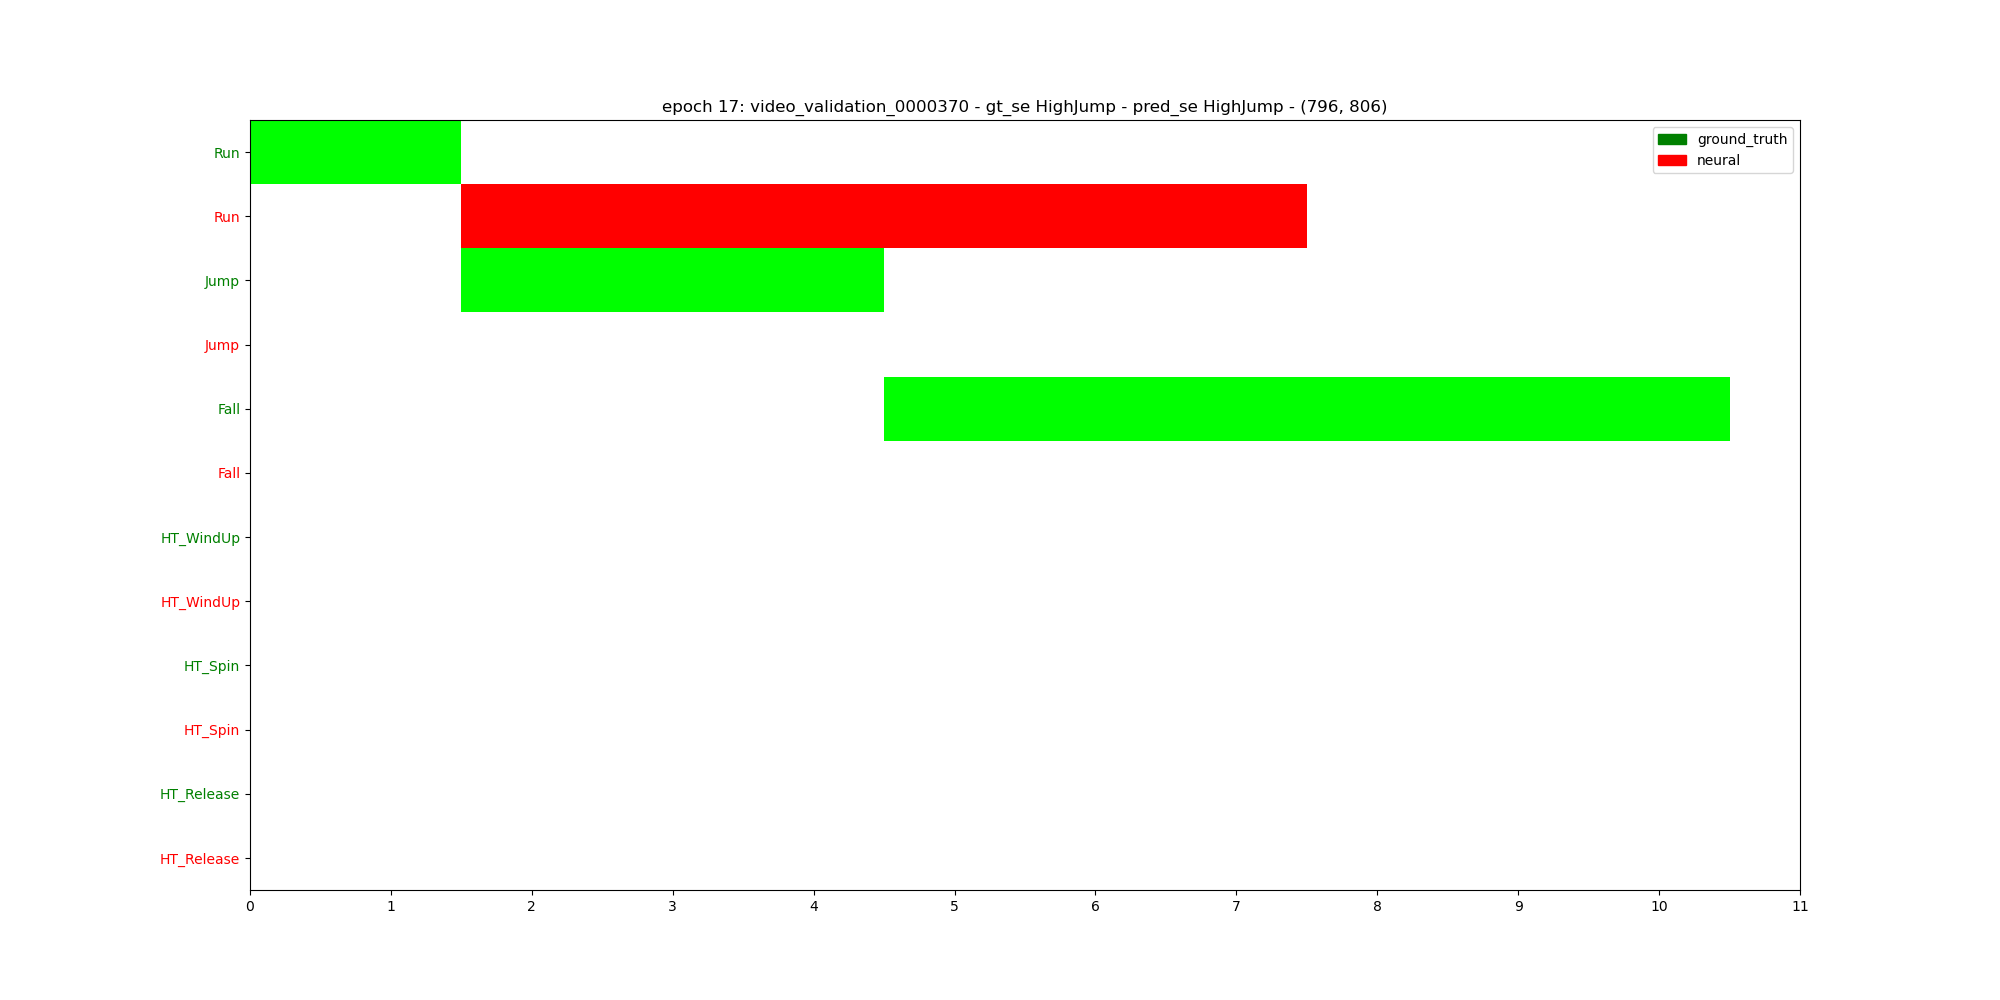 epoch 17: video_validation_0000370 - gt_se HighJump - pred_se HighJump - (796, 806)
ground_truth
neural
Run
Run
Jump
Jump
Fall
Fall
HT_WindUp
HT_WindUp
HT_Spin
HT_Spin
HT_Release
HT_Release
0 1 2 3 4 5 6 7 8 9 10 11